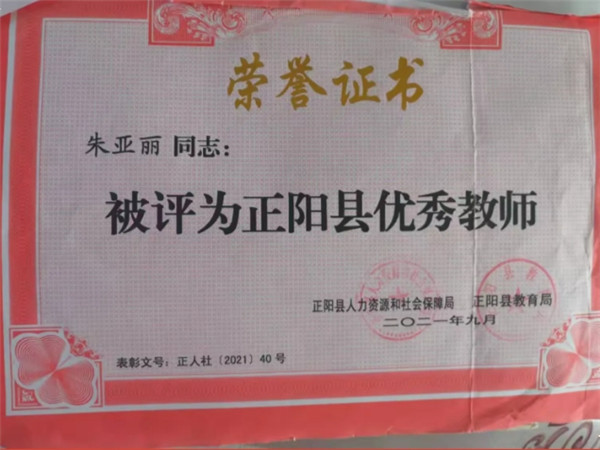 荣誉证书
朱亚丽 同志：
被评为正阳县优秀教师
正阳县人力资源和社会保障局 正阳县教育局
二〇二一年九月
表彰文号：正人社〔2021〕40号